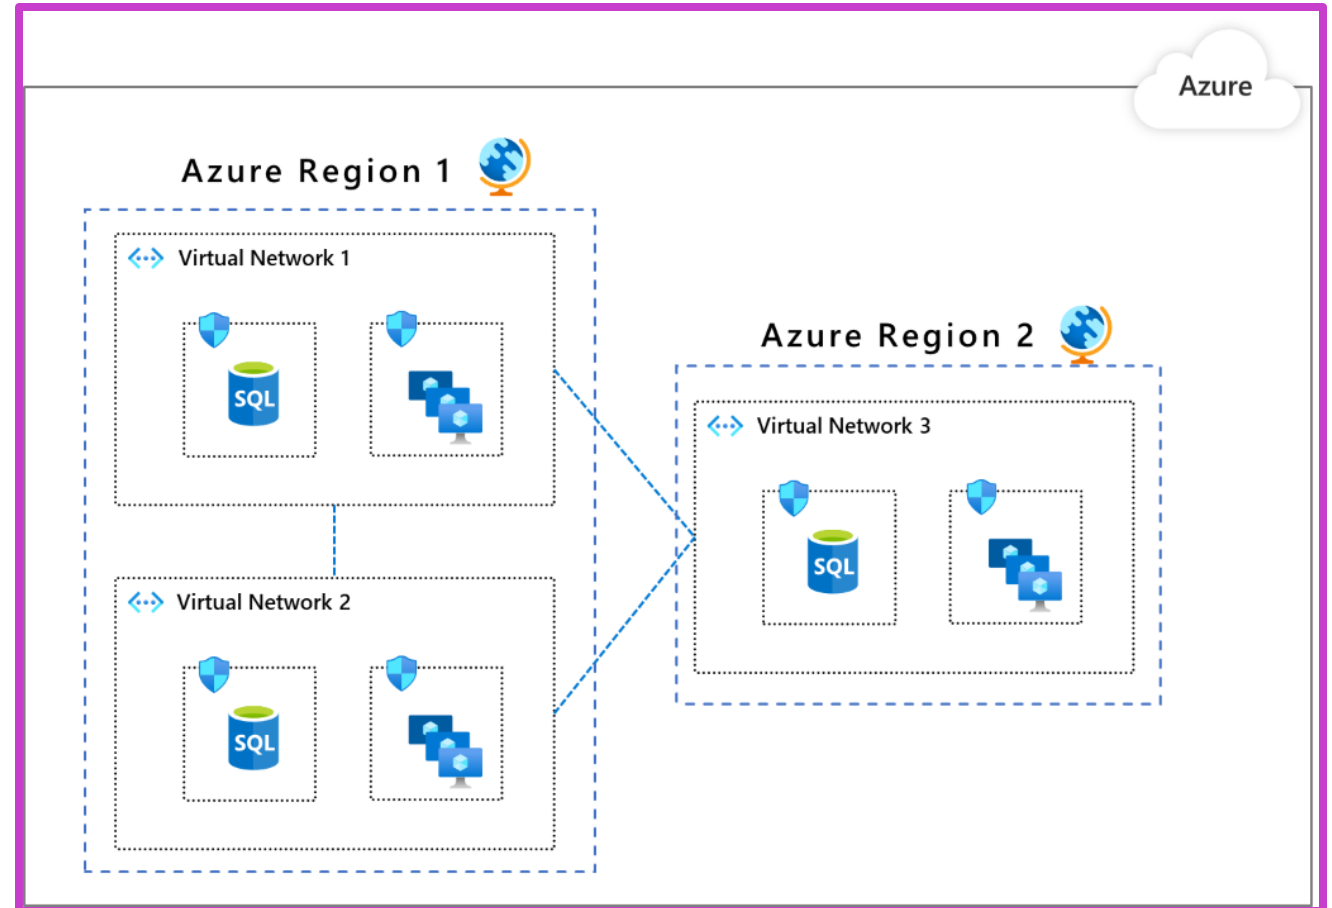 Azure
Azure Region 1
Virtual Network 1
SQL
Azure Region 2
Virtual Network 3
SQL
Virtual Network 2
SQL